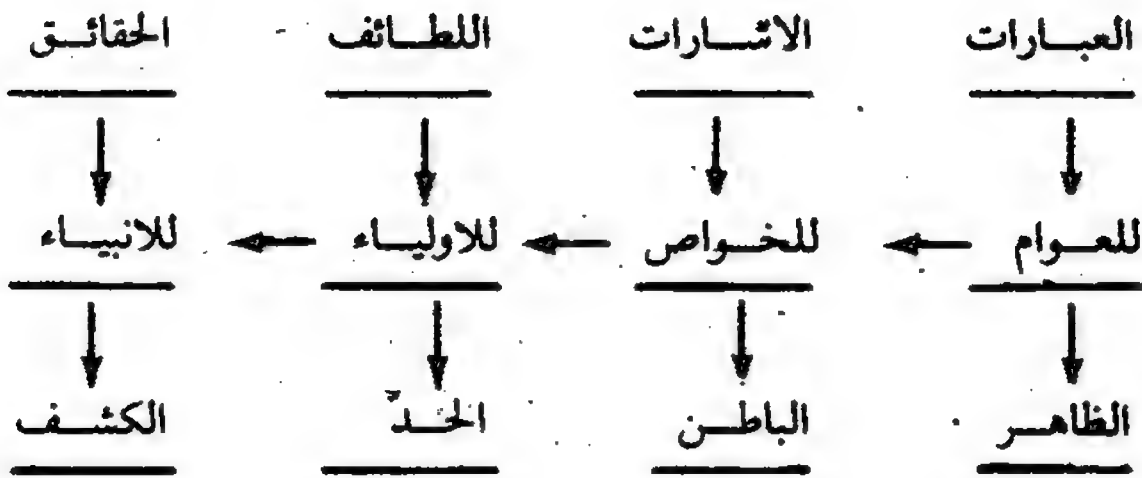 العبارات الاشارات اللطائف الحقائق
للعوام للخواص للاولياء للانبياء
الظاهر الباطن الحدّ الكشف